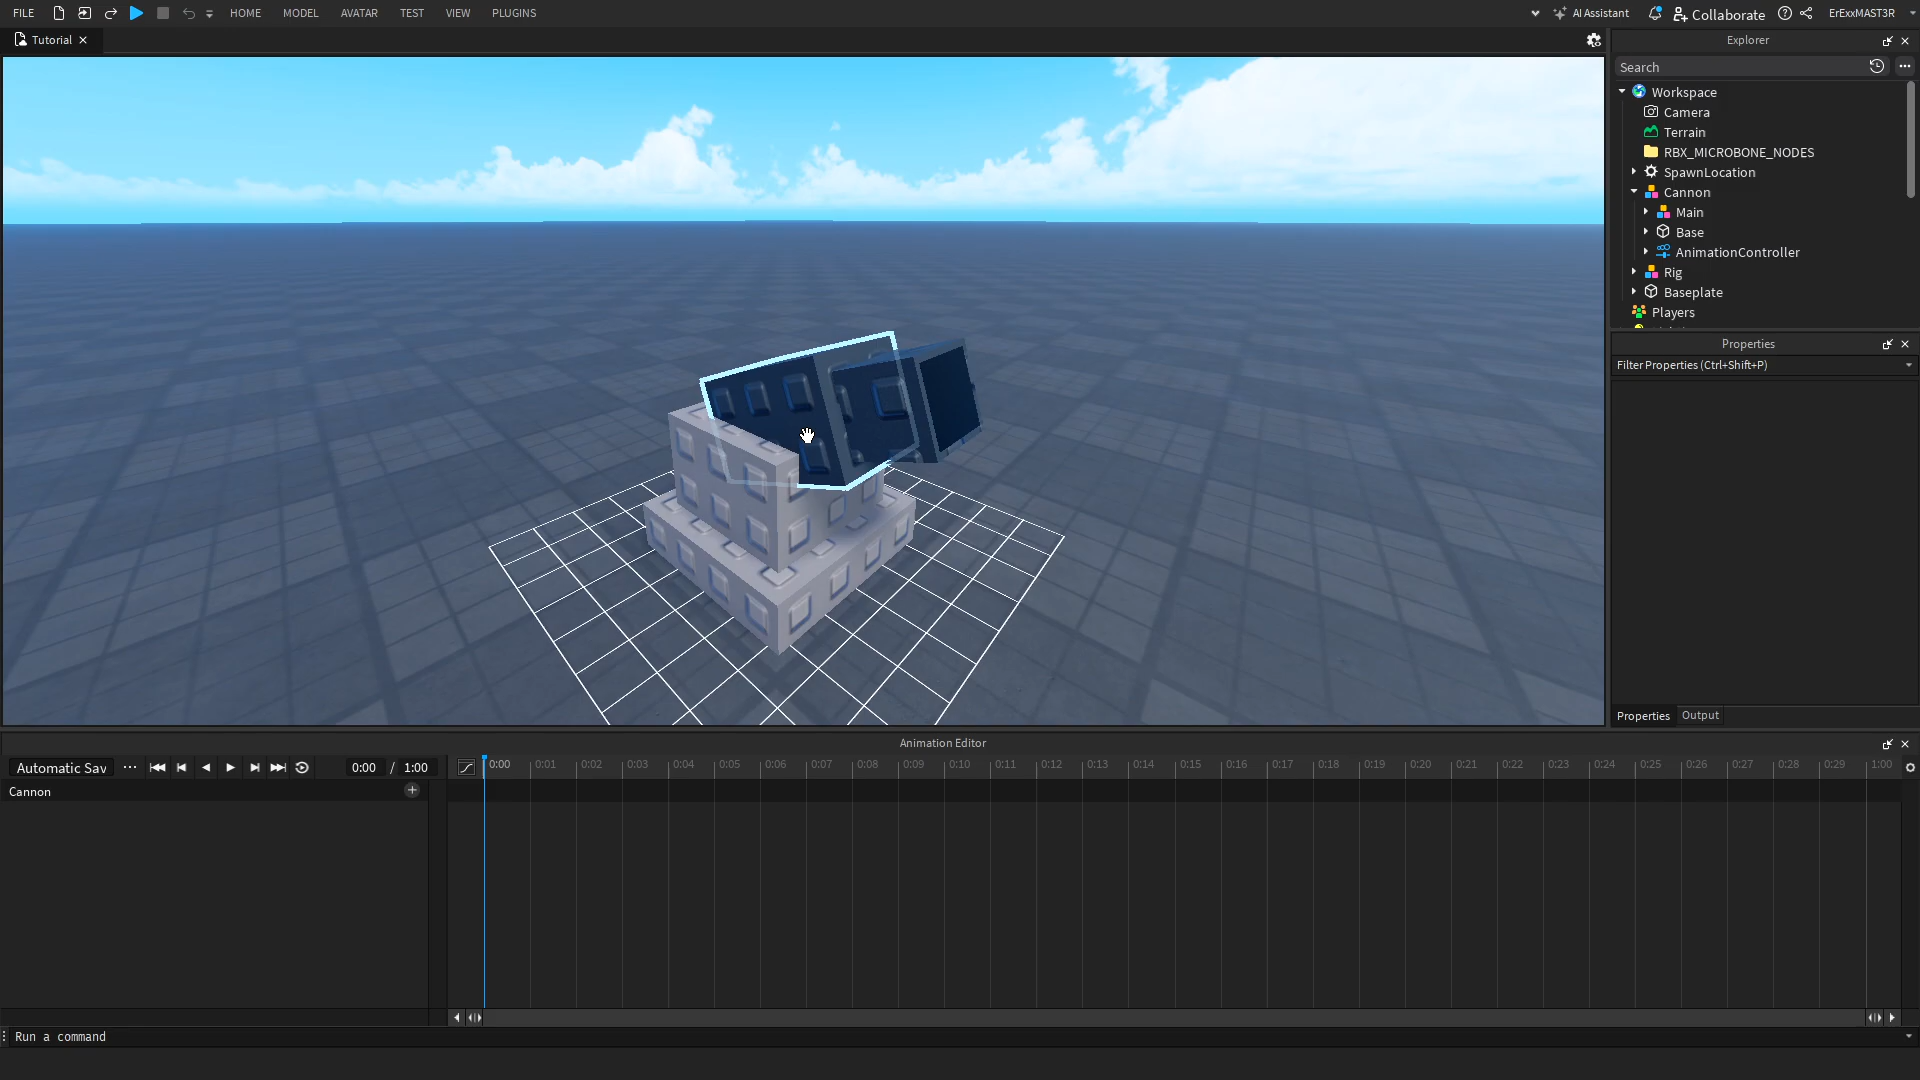 FILE HOME MODEL AVATAR TEST VIEW PLUGINS AI Assistant Collaborate ErExxMAST3R
Tutorial
Explorer
Search
Workspace
Camera
Terrain
RBX_MICROBONE_NODES
SpawnLocation
Cannon
Main
Base
AnimationController
Rig
Baseplate
Players
Properties
Filter Properties (Ctrl+Shift+P)
Properties Output
Animation Editor
Automatic Sav 0:00 / 1:00 0:00 0:01 0:02 0:03 0:04 0:05 0:06 0:07 0:08 0:09 0:10 0:11 0:12 0:13 0:14 0:15 0:16 0:17 0:18 0:19 0:20 0:21 0:22 0:23 0:24 0:25 0:26 0:27 0:28 0:29 1:00
Cannon
Run a command